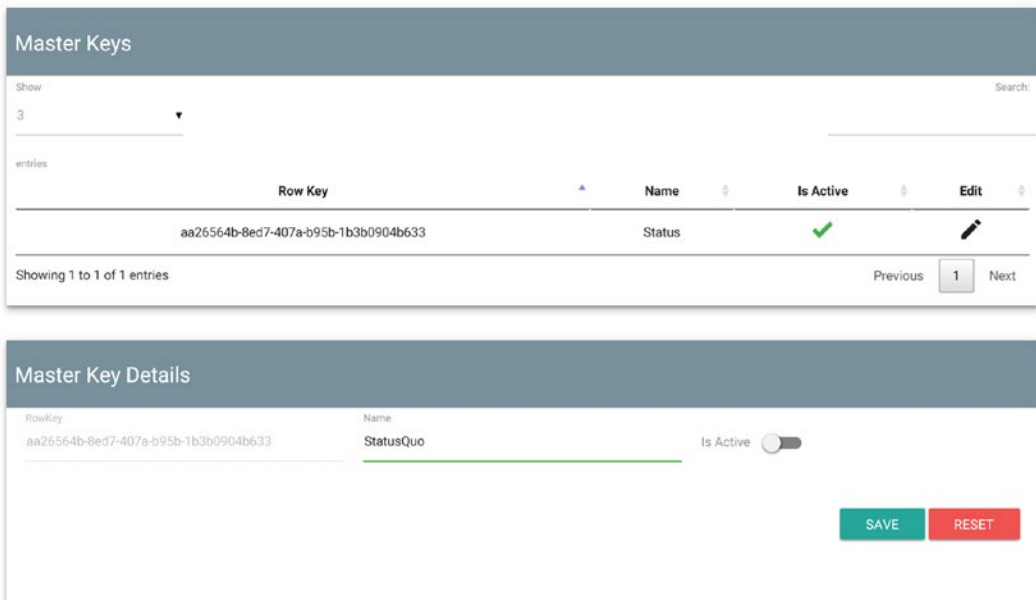 Master Keys
Show
Search:
3
entries
Row Key Name Is Active Edit
aa26564b-8ed7-407a-b95b-1b3b0904b633 Status
Showing 1 to 1 of 1 entries Previous 1 Next
Master Key Details
RowKey Name
aa26564b-8ed7-407a-b95b-1b3b0904b633 StatusQuo Is Active
SAVE RESET